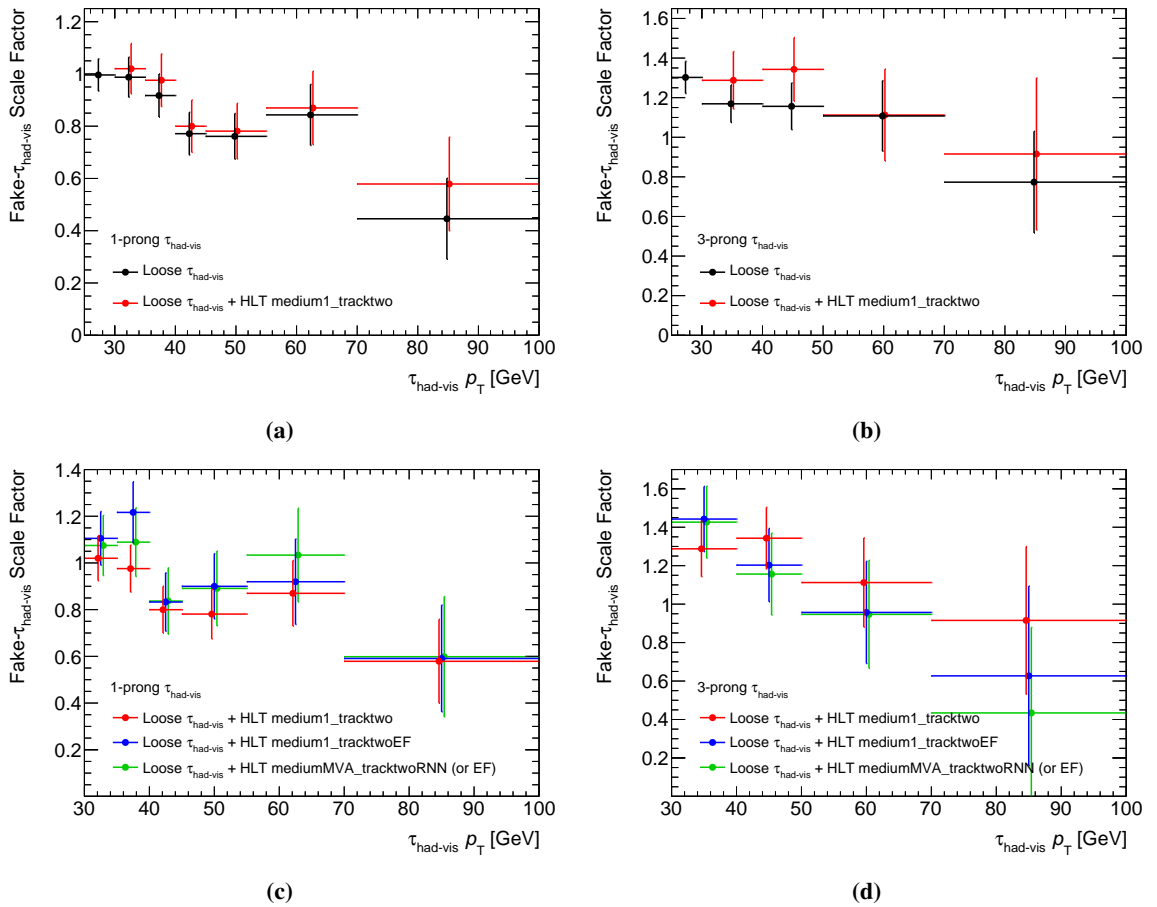 Fake-τhad-vis Scale Factor
1.2
1
0.8
0.6
0.4
0.2
0
1-prong τhad-vis
Loose τhad-vis
Loose τhad-vis + HLT medium1_tracktwo
30 40 50 60 70 80 90 100
τhad-vis pT [GeV]
(a)
Fake-τhad-vis Scale Factor
1.6
1.4
1.2
1
0.8
0.6
0.4
0.2
0
3-prong τhad-vis
Loose τhad-vis
Loose τhad-vis + HLT medium1_tracktwo
30 40 50 60 70 80 90 100
τhad-vis pT [GeV]
(b)
Fake-τhad-vis Scale Factor
1.4
1.2
1
0.8
0.6
0.4
0.2
1-prong τhad-vis
Loose τhad-vis + HLT medium1_tracktwo
Loose τhad-vis + HLT medium1_tracktwoEF
Loose τhad-vis + HLT mediumMVA_tracktwoRNN (or EF)
30 40 50 60 70 80 90 100
τhad-vis pT [GeV]
(c)
Fake-τhad-vis Scale Factor
1.6
1.4
1.2
1
0.8
0.6
0.4
0.2
3-prong τhad-vis
Loose τhad-vis + HLT medium1_tracktwo
Loose τhad-vis + HLT medium1_tracktwoEF
Loose τhad-vis + HLT mediumMVA_tracktwoRNN (or EF)
30 40 50 60 70 80 90 100
τhad-vis pT [GeV]
(d)